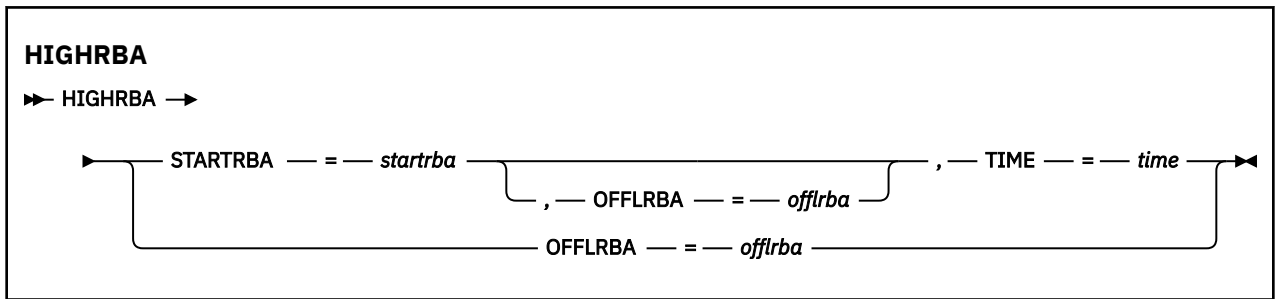 HIGHRBA
HIGHRBA
STARTRBA = startrba , TIME = time
, OFFLRBA = offlrba
OFFLRBA = offlrba